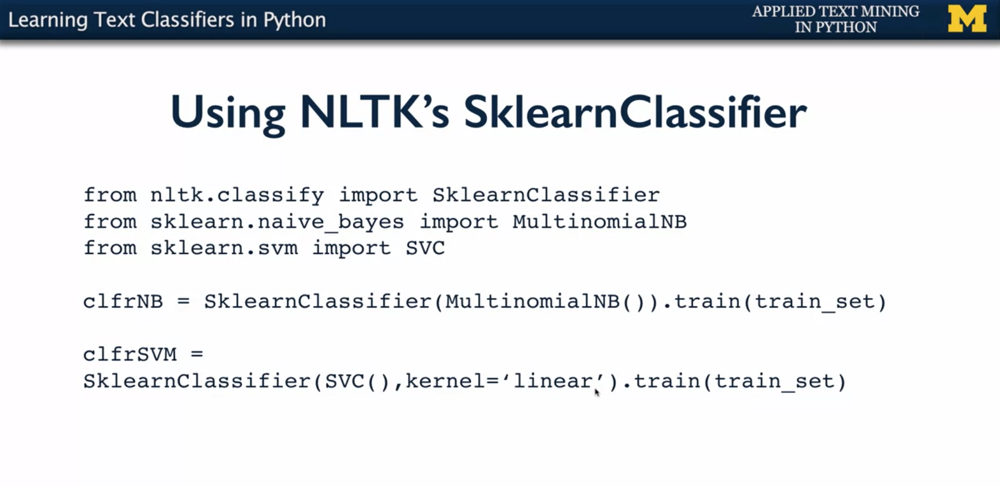 Learning Text Classifiers in Python
APPLIED TEXT MINING
IN PYTHON
M
Using NLTK’s SklearnClassifier
from nltk.classify import SklearnClassifier
from sklearn.naive_bayes import MultinomialNB
from sklearn.svm import SVC
clfrNB = SklearnClassifier(MultinomialNB()).train(train_set)
clfrSVM =
SklearnClassifier(SVC(),kernel=‘linear’).train(train_set)